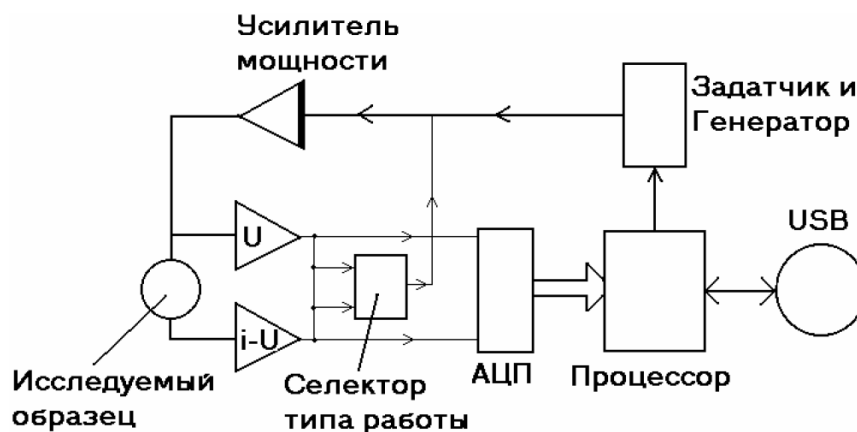 Усилитель
мощности
Задатчик и
Генератор
USB
U
i-U
Исследуемый
образец
Селектор
типа работы
АЦП
Процессор